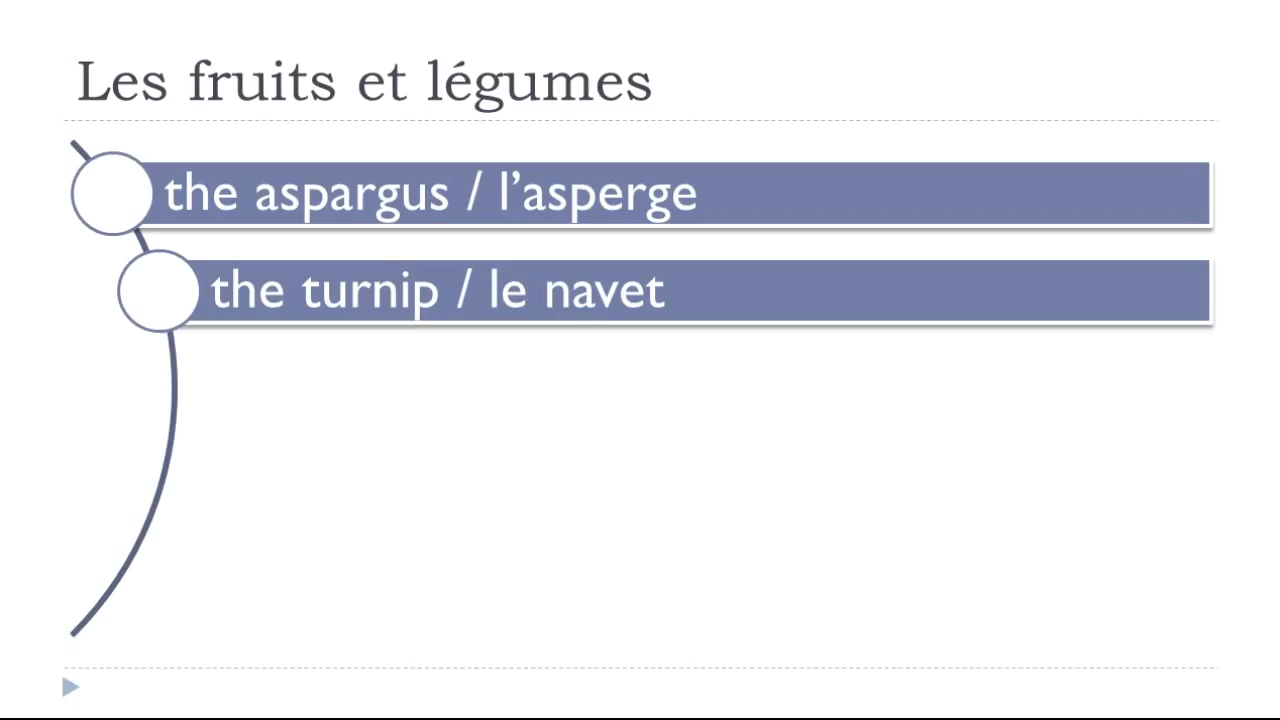 Les fruits et légumes
the aspargus / l’asperge
the turnip / le navet